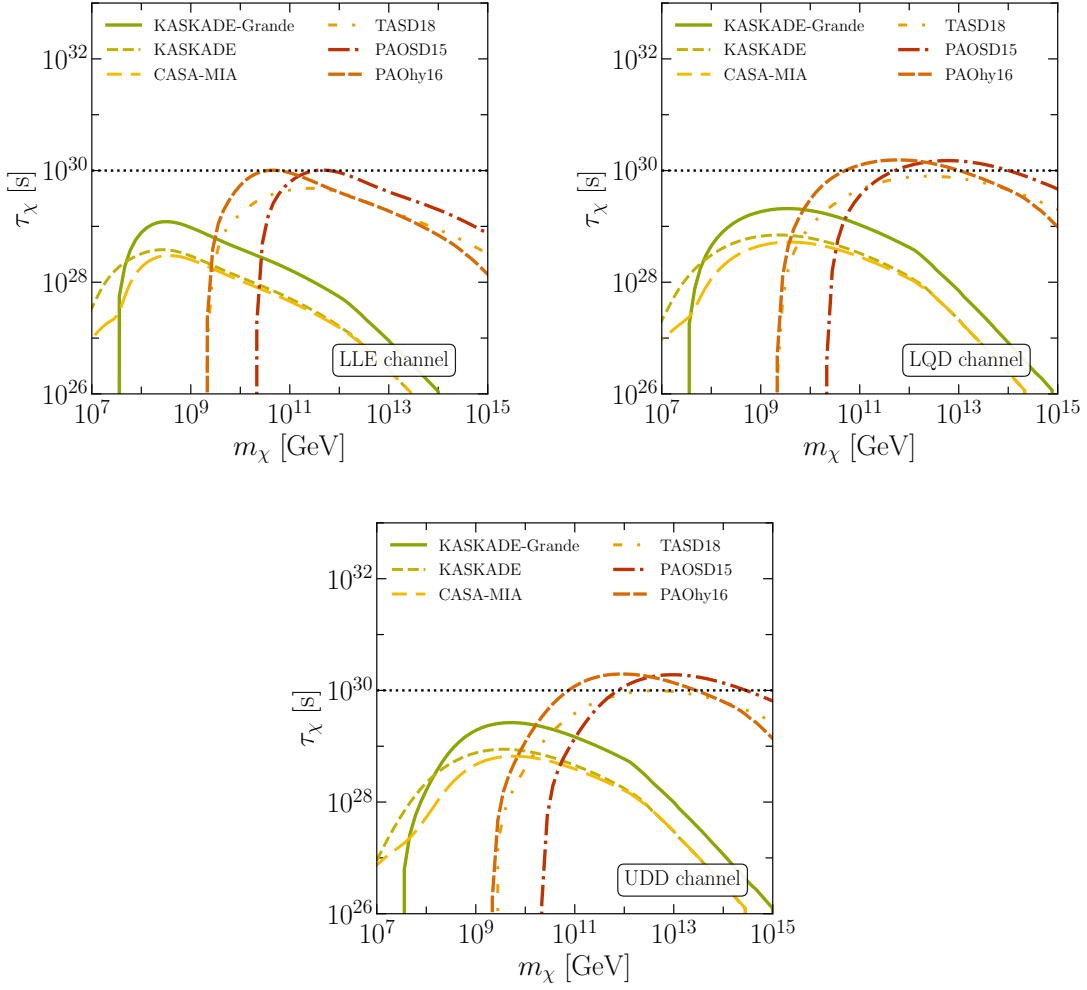 KASKADE-Grande
KASKADE
CASA-MIA
TASD18
PAOSD15
PAOhy16
10^32
10^30
10^28
10^26
τ_χ [s]
LLE channel
10^7 10^9 10^11 10^13 10^15
m_χ [GeV]
KASKADE-Grande
KASKADE
CASA-MIA
TASD18
PAOSD15
PAOhy16
10^32
10^30
10^28
10^26
τ_χ [s]
LQD channel
10^7 10^9 10^11 10^13 10^15
m_χ [GeV]
KASKADE-Grande
KASKADE
CASA-MIA
TASD18
PAOSD15
PAOhy16
10^32
10^30
10^28
10^26
τ_χ [s]
UDD channel
10^7 10^9 10^11 10^13 10^15
m_χ [GeV]